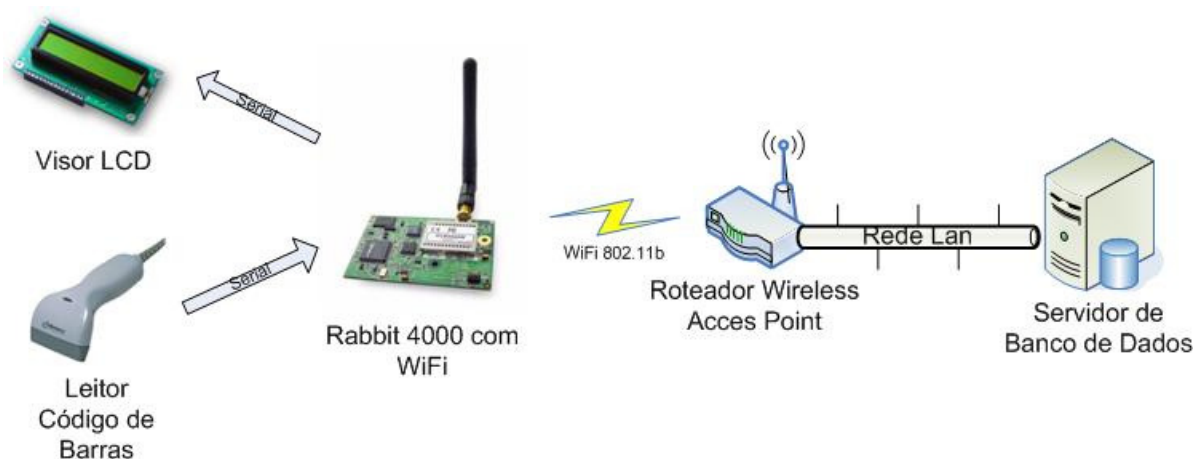 Serial
Visor LCD
Serial
Leitor
Código de
Barras
Rabbit 4000 com
WiFi
WiFi 802.11b
Roteador Wireless
Acces Point
Rede Lan
Servidor de
Banco de Dados